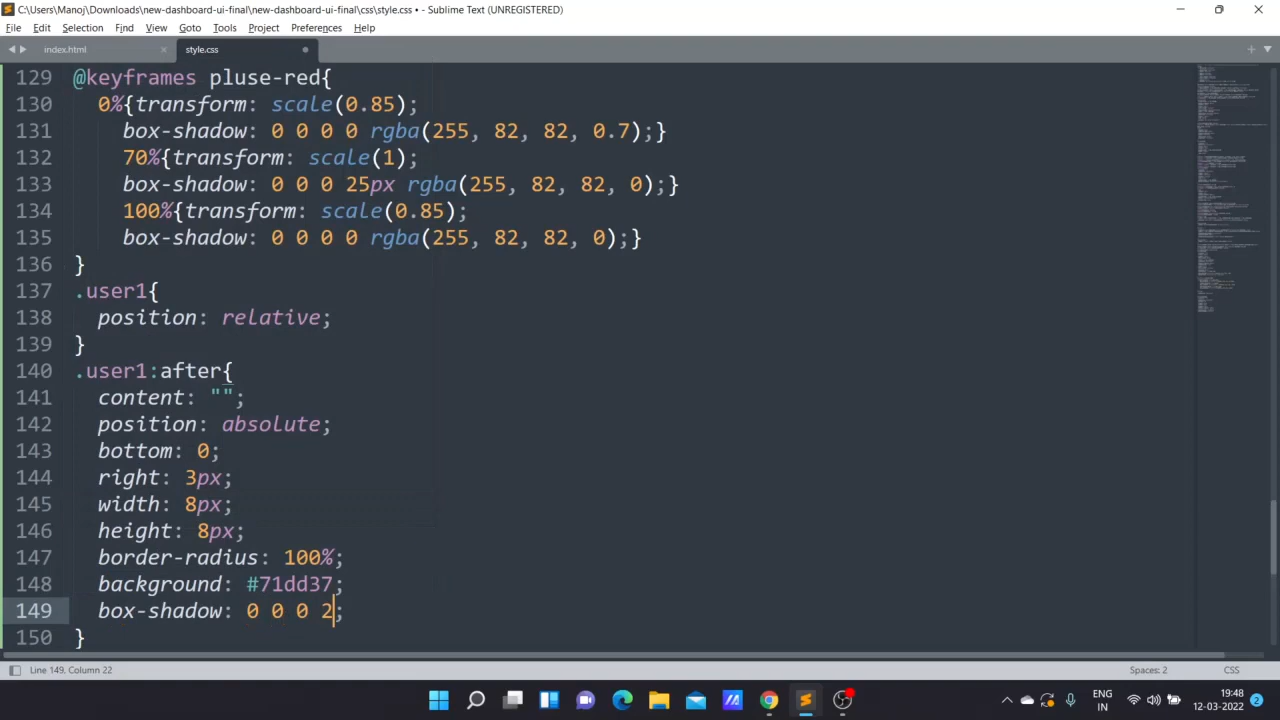 C:\Users\Manoj\Downloads\new-dashboard-ui-final\new-dashboard-ui-final\css\style.css • - Sublime Text (UNREGISTERED)
File Edit Selection Find View Goto Tools Project Preferences Help
index.html style.css
129 @keyframes pluse-red{
130 0%{transform: scale(0.85);
131 box-shadow: 0 0 0 0 rgba(255, 82, 82, 0.7);}
132 70%{transform: scale(1);
133 box-shadow: 0 0 0 25px rgba(255, 82, 82, 0);}
134 100%{transform: scale(0.85);
135 box-shadow: 0 0 0 0 rgba(255, 82, 82, 0);}
136 }
137 .user1{
138 position: relative;
139 }
140 .user1:after{
141 content: "";
142 position: absolute;
143 bottom: 0;
144 right: 3px;
145 width: 8px;
146 height: 8px;
147 border-radius: 100%;
148 background: #71dd37;
149 box-shadow: 0 0 0 2;
150 }
Line 149, Column 22 Spaces: 2 CSS
ENG 19:48
IN 12-03-2022 2